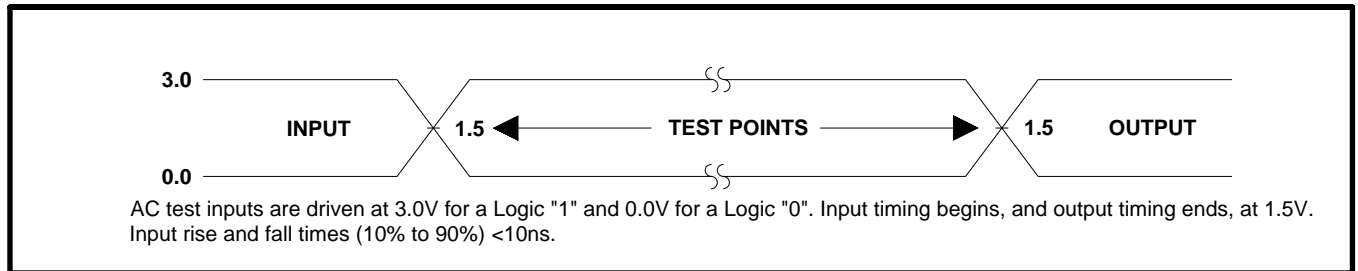 3.0
INPUT 1.5 TEST POINTS 1.5 OUTPUT
0.0
AC test inputs are driven at 3.0V for a Logic "1" and 0.0V for a Logic "0". Input timing begins, and output timing ends, at 1.5V.
Input rise and fall times (10% to 90%) <10ns.